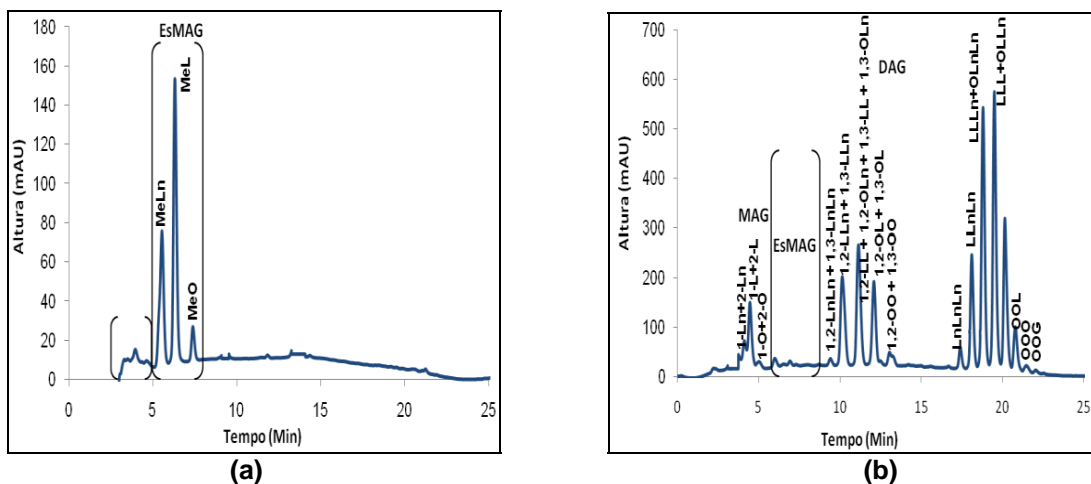 EsMAG
MeLn
MeL
MeO
Altura (mAU)
180
160
140
120
100
80
60
40
20
0
0 5 10 15 20 25
Tempo (Min)
(a)
Altura (mAU)
700
600
500
400
300
200
100
0
MAG
EsMAG
DAG
1-Ln+2-Ln
1-L+2-L
1-O+2-O
1,2-LnLn + 1,3-LnLn
1,2-LLn + 1,3-LLn
1,2-LL + 1,2-OLn + 1,3-LL + 1,3-OLn
1,2-OL + 1,3-OL
1,2-OO + 1,3-OO
LnLnLn
LLnLn
LLLn+OLnLn
LLL+OLLn
OOL
OOO
OOG
0 5 10 15 20 25
Tempo (Min)
(b)